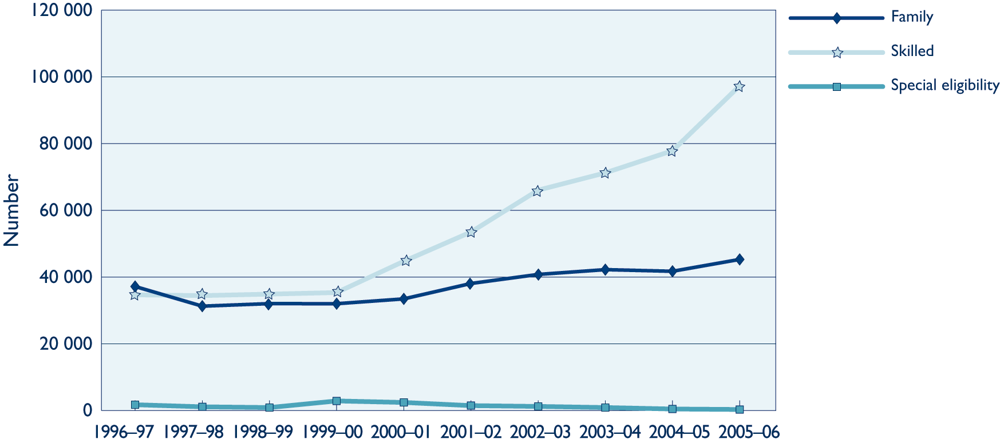 120 000
100 000
80 000
60 000
40 000
20 000
0
Number
1996–97 1997–98 1998–99 1999–00 2000–01 2001–02 2002–03 2003–04 2004–05 2005–06
Family
Skilled
Special eligibility